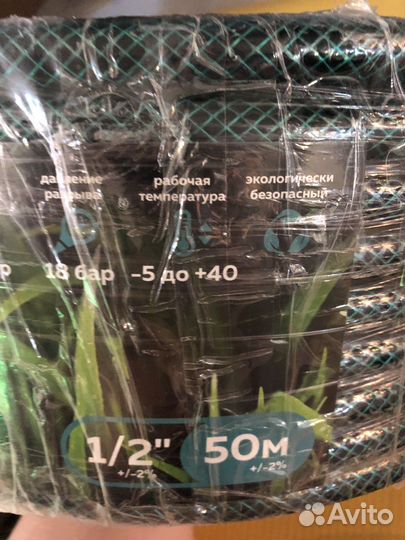 давление
разрыва
рабочая
температура
экологически
безопасный
18 бар
–5 до +40
1/2"
+/–2%
50м
+/–2%
Avito